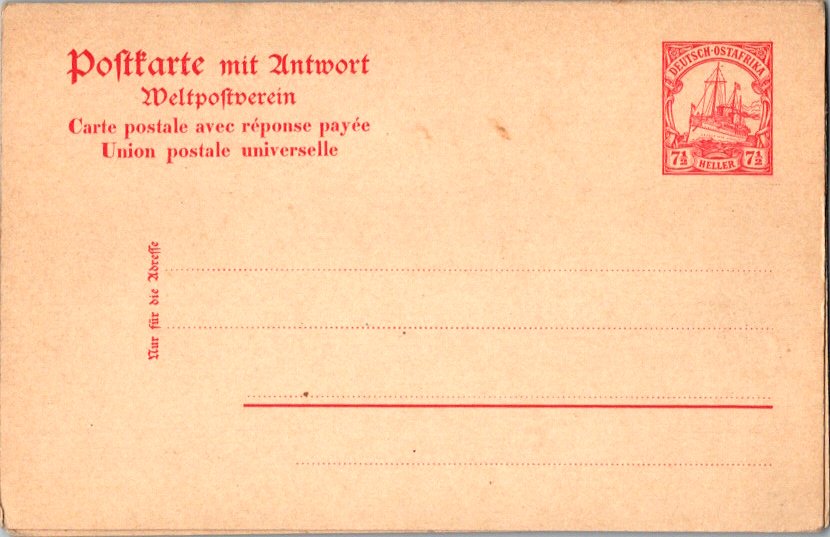 Postkarte mit Antwort
Weltpostverein
Carte postale avec réponse payée
Union postale universelle
DEUTSCH-OSTAFRIKA
7½ HELLER 7½
Nur für die Adresse